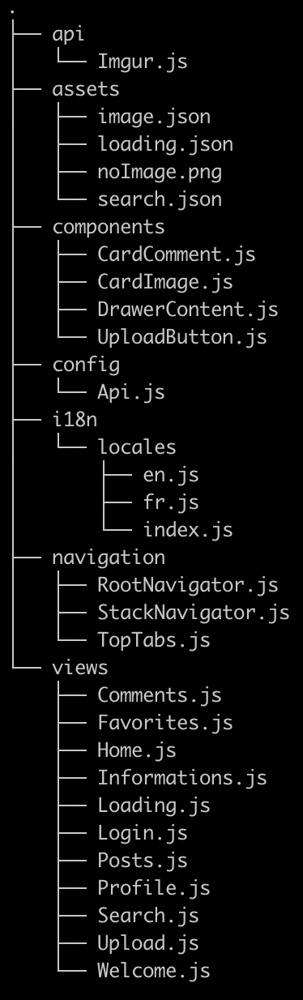 .
├── api
│   └── Imgur.js
├── assets
│   ├── image.json
│   ├── loading.json
│   ├── noImage.png
│   └── search.json
├── components
│   ├── CardComment.js
│   ├── CardImage.js
│   ├── DrawerContent.js
│   └── UploadButton.js
├── config
│   └── Api.js
├── i18n
│   └── locales
│       ├── en.js
│       ├── fr.js
│       └── index.js
├── navigation
│   ├── RootNavigator.js
│   ├── StackNavigator.js
│   └── TopTabs.js
└── views
    ├── Comments.js
    ├── Favorites.js
    ├── Home.js
    ├── Informations.js
    ├── Loading.js
    ├── Login.js
    ├── Posts.js
    ├── Profile.js
    ├── Search.js
    ├── Upload.js
    └── Welcome.js